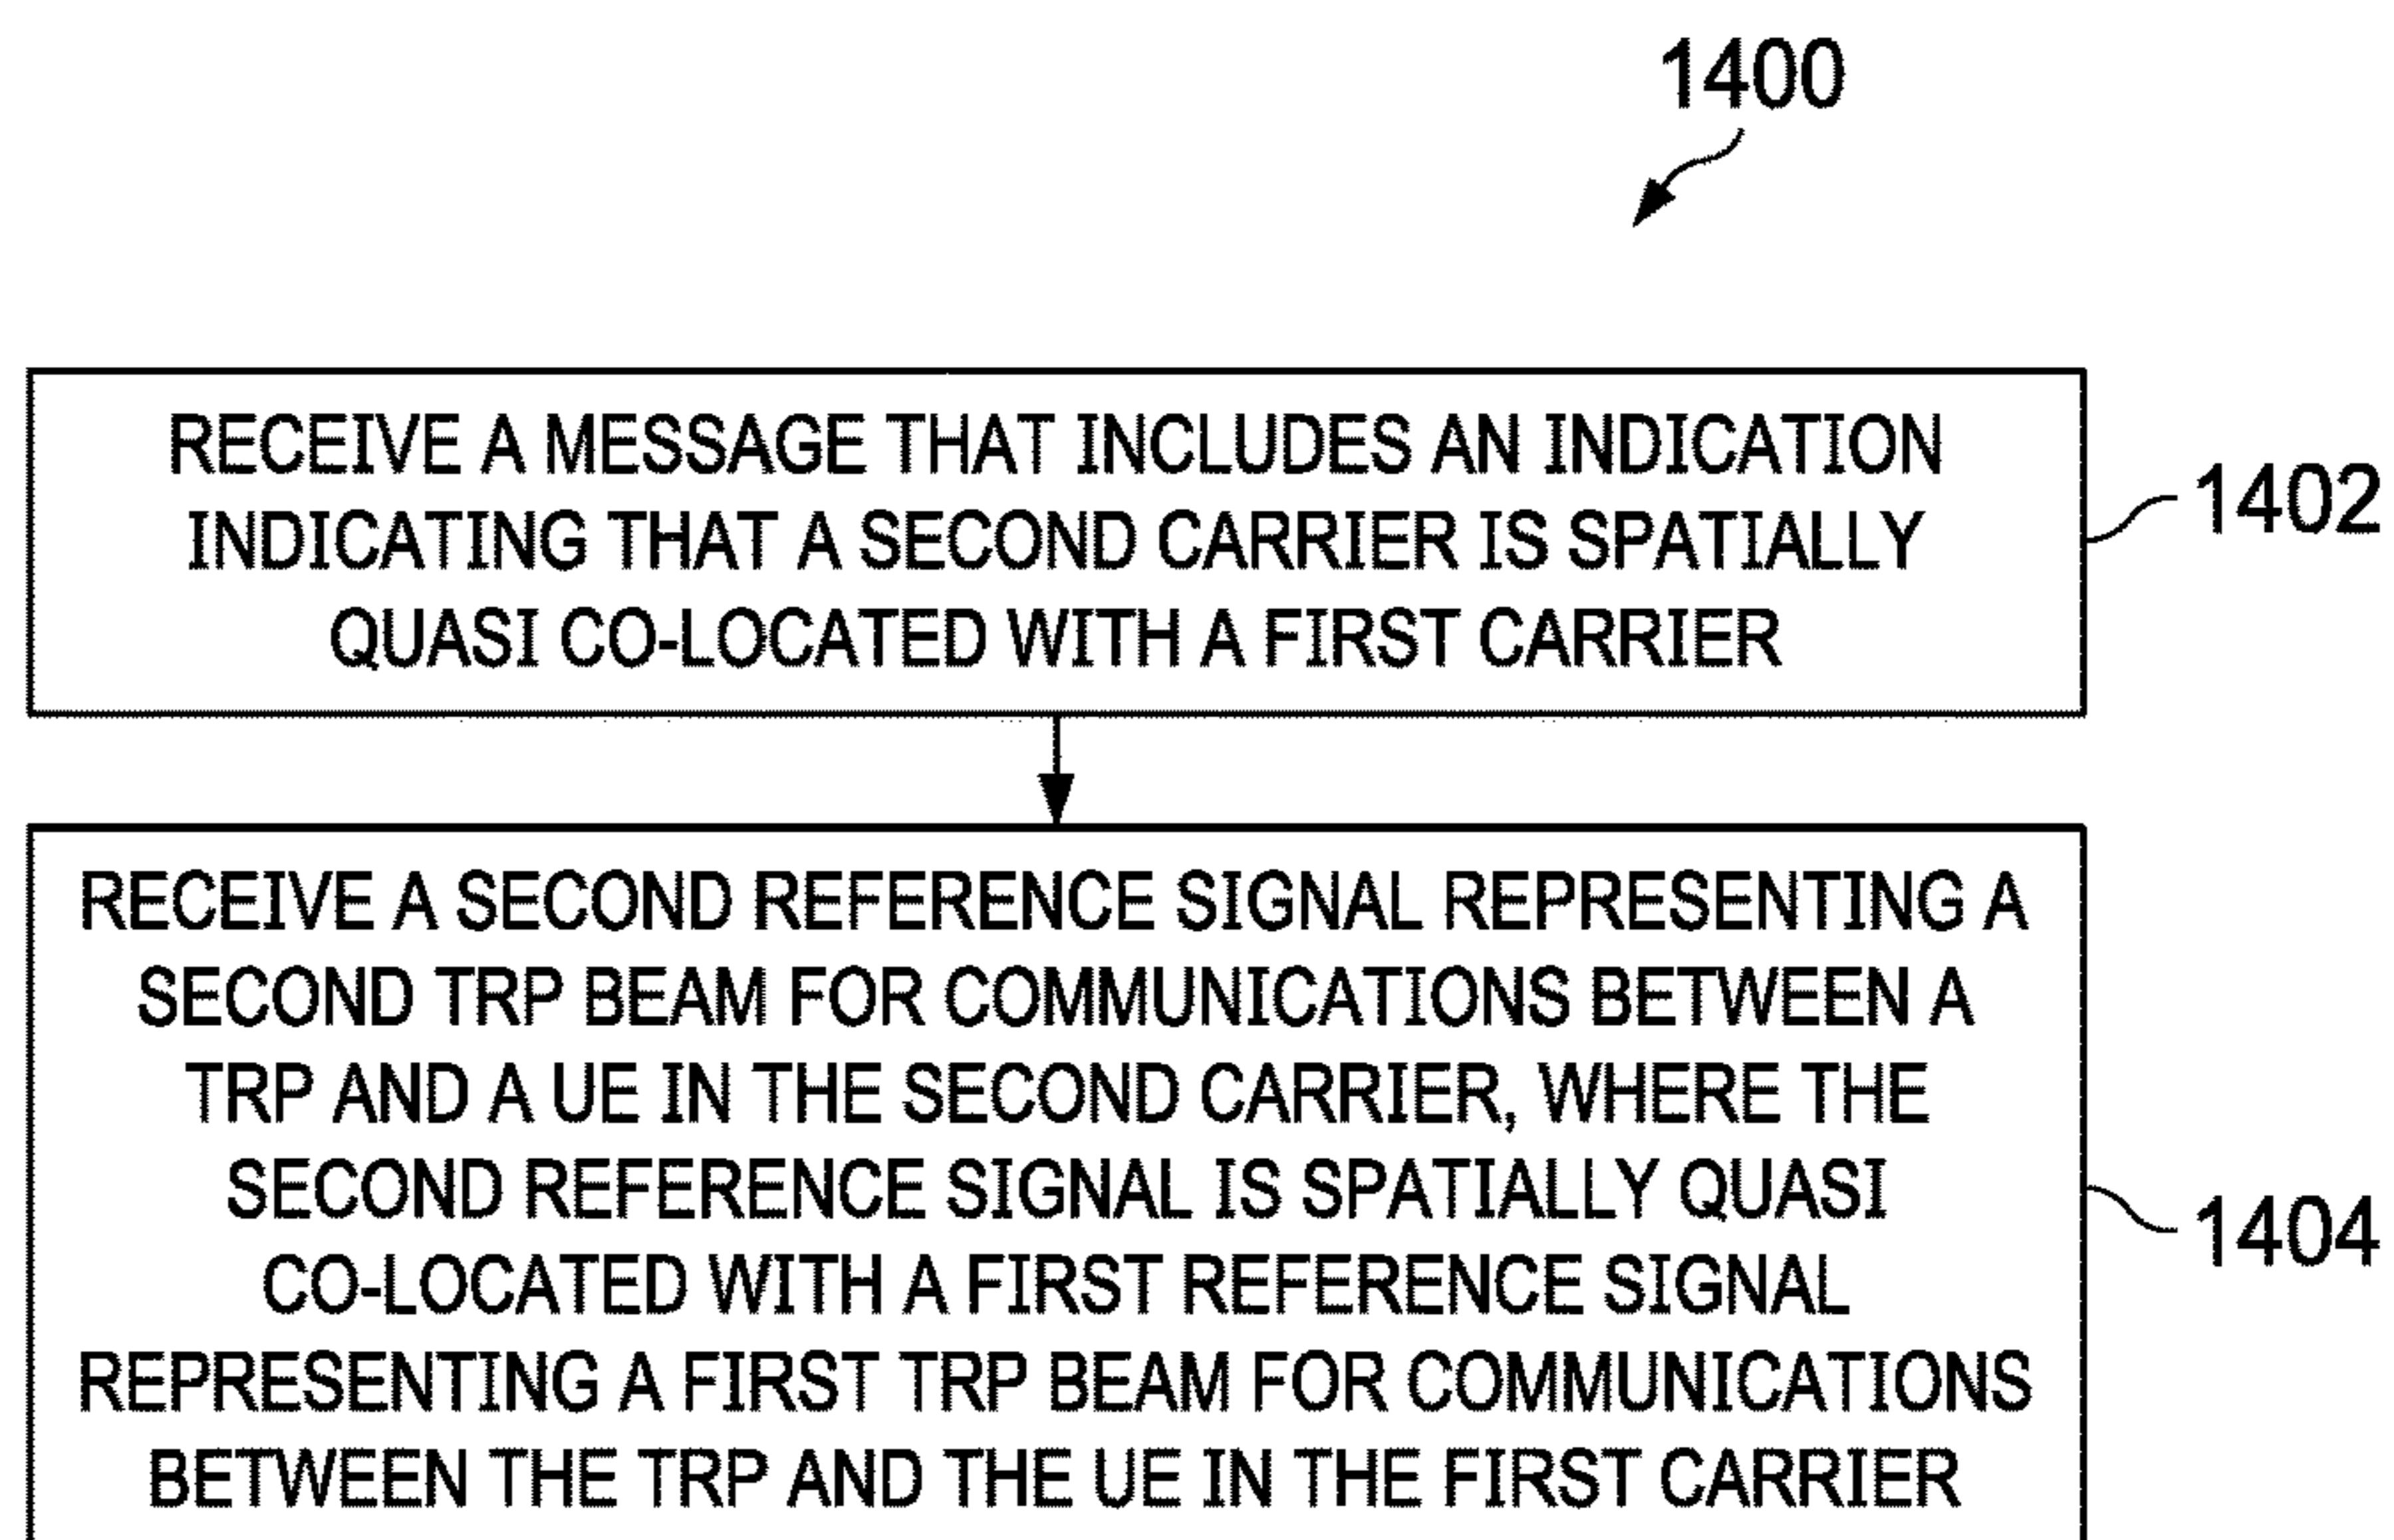 1400
RECEIVE A MESSAGE THAT INCLUDES AN INDICATION
INDICATING THAT A SECOND CARRIER IS SPATIALLY
QUASI CO-LOCATED WITH A FIRST CARRIER
1402
RECEIVE A SECOND REFERENCE SIGNAL REPRESENTING A
SECOND TRP BEAM FOR COMMUNICATIONS BETWEEN A
TRP AND A UE IN THE SECOND CARRIER, WHERE THE
SECOND REFERENCE SIGNAL IS SPATIALLY QUASI
CO-LOCATED WITH A FIRST REFERENCE SIGNAL
REPRESENTING A FIRST TRP BEAM FOR COMMUNICATIONS
BETWEEN THE TRP AND THE UE IN THE FIRST CARRIER
1404